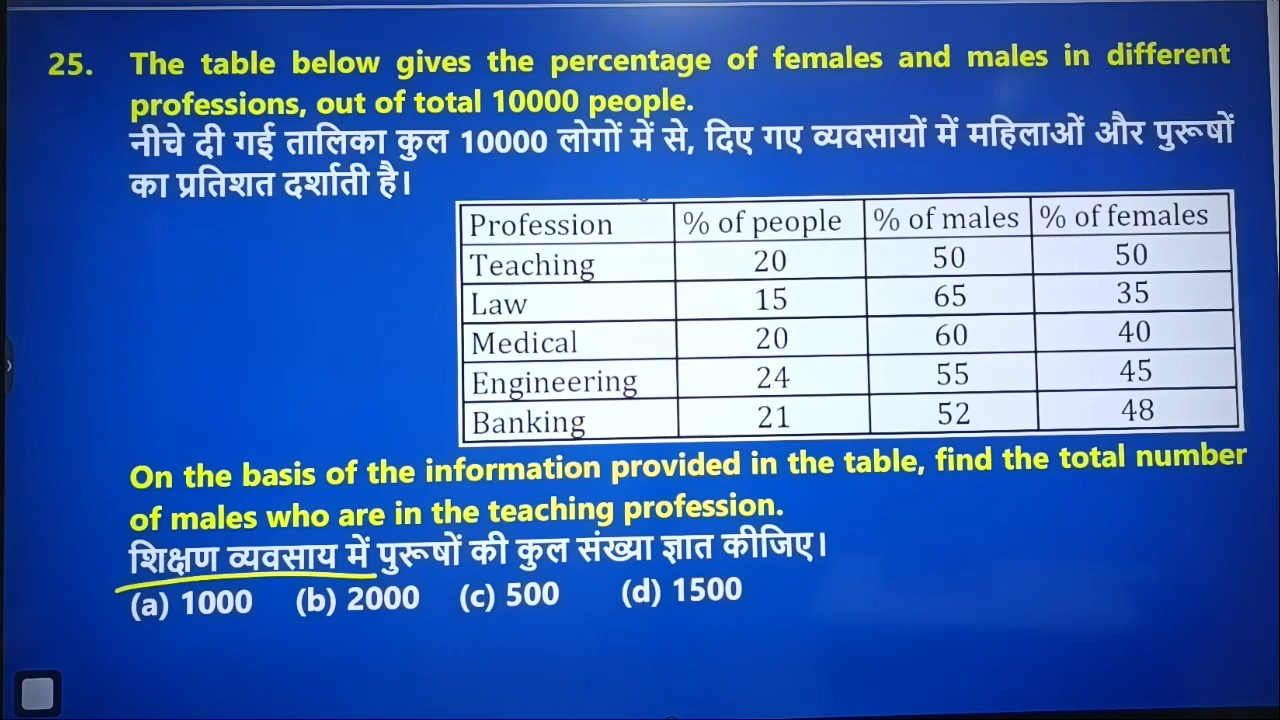 25. The table below gives the percentage of females and males in different
professions, out of total 10000 people.
नीचे दी गई तालिका कुल 10000 लोगों में से, दिए गए व्यवसायों में महिलाओं और पुरूषों
का प्रतिशत दर्शाती है।
Profession % of people % of males % of females
Teaching 20 50 50
Law 15 65 35
Medical 20 60 40
Engineering 24 55 45
Banking 21 52 48
On the basis of the information provided in the table, find the total number
of males who are in the teaching profession.
शिक्षण व्यवसाय में पुरूषों की कुल संख्या ज्ञात कीजिए।
(a) 1000 (b) 2000 (c) 500 (d) 1500